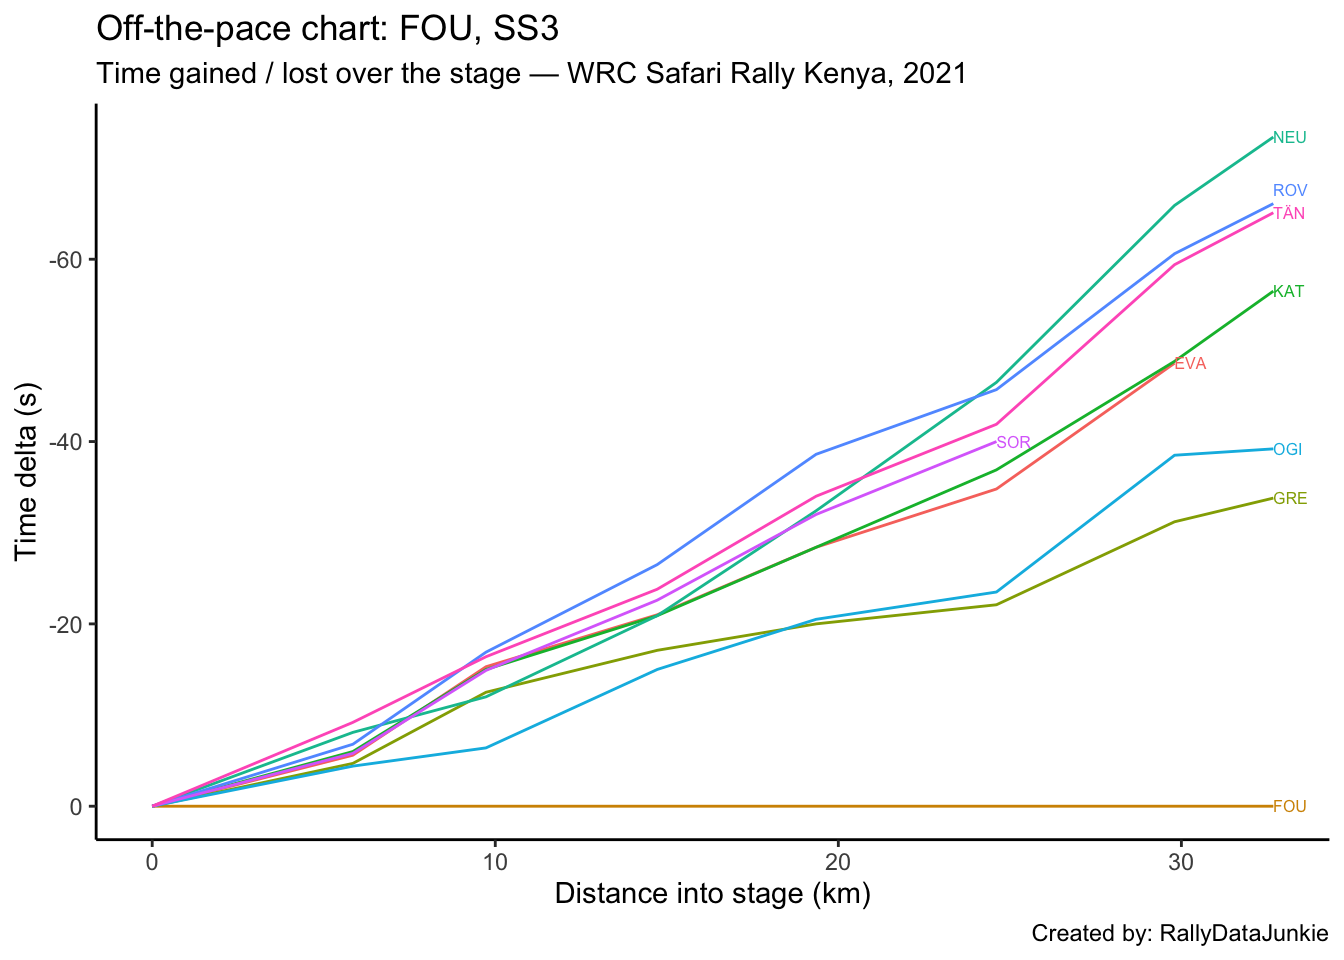 Off-the-pace chart: FOU, SS3
Time gained / lost over the stage — WRC Safari Rally Kenya, 2021
NEU
ROV
TÄN
-60
KAT
EVA
-40
SOR
OGI
GRE
-20
0
FOU
Time delta (s)
0 10 20 30
Distance into stage (km)
Created by: RallyDataJunkie